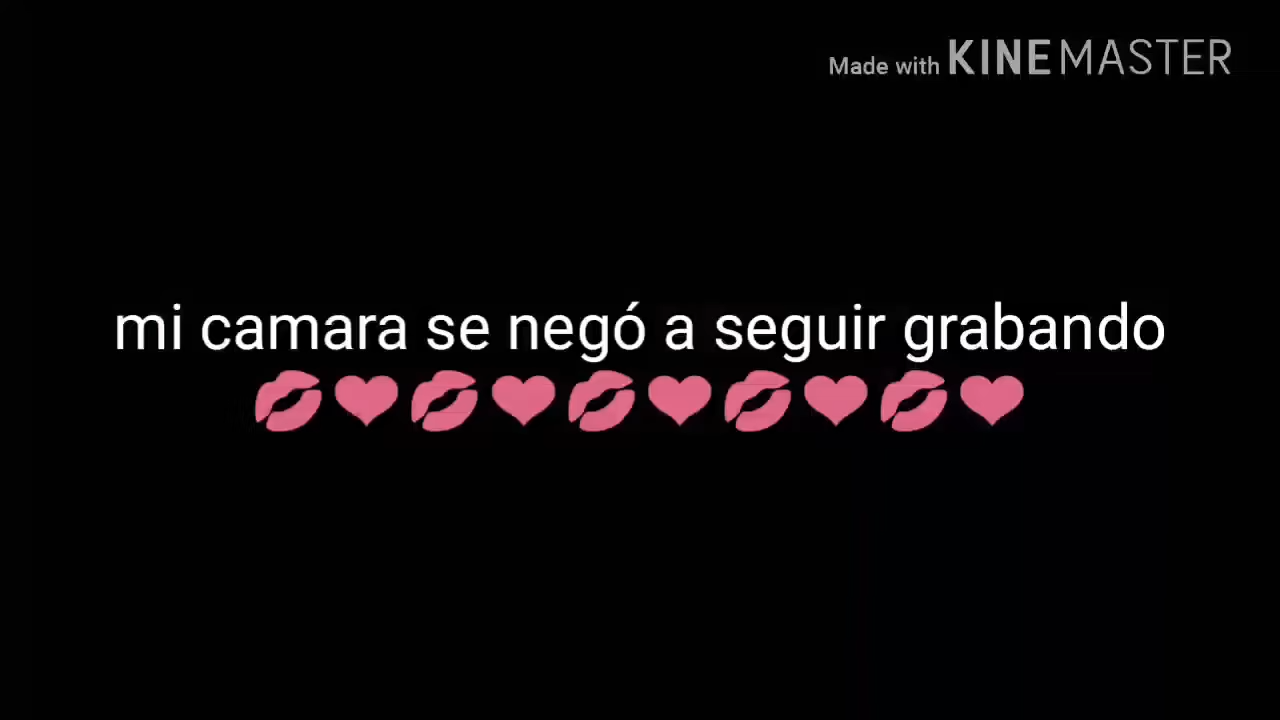 Made with KINEMASTER
mi camara se negó a seguir grabando
💋❤💋❤💋❤💋❤💋❤